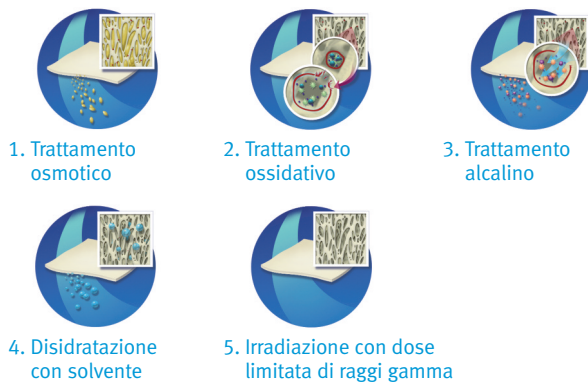 1. Trattamento
osmotico
2. Trattamento
ossidativo
3. Trattamento
alcalino
4. Disidratazione
con solvente
5. Irradiazione con dose
limitata di raggi gamma